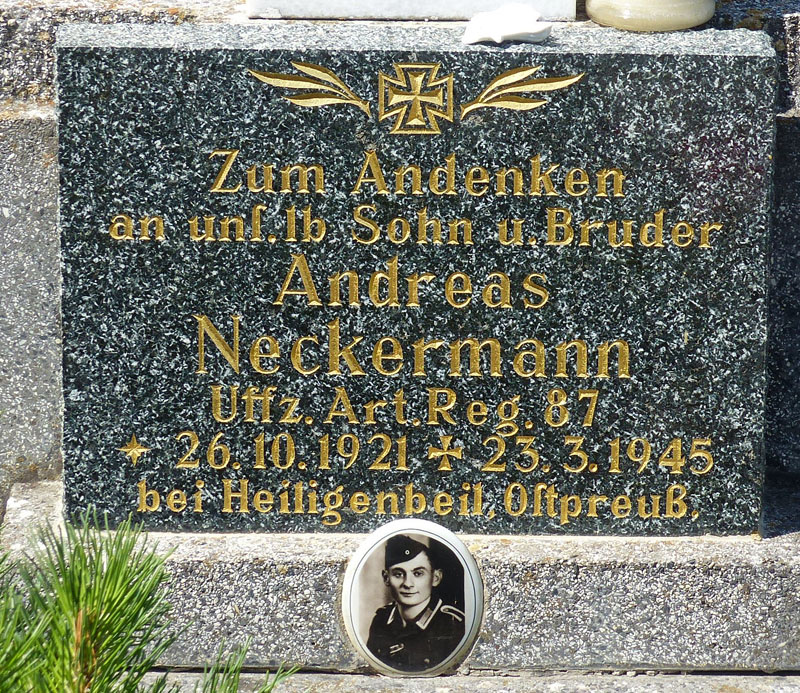 Zum Andenken
an unſ. lb Sohn u. Bruder
Andreas
Neckermann
Uffz. Art. Reg. 87
26. 10. 1921 ✠ 23. 3. 1945
bei Heiligenbeil, Oſtpreuß.